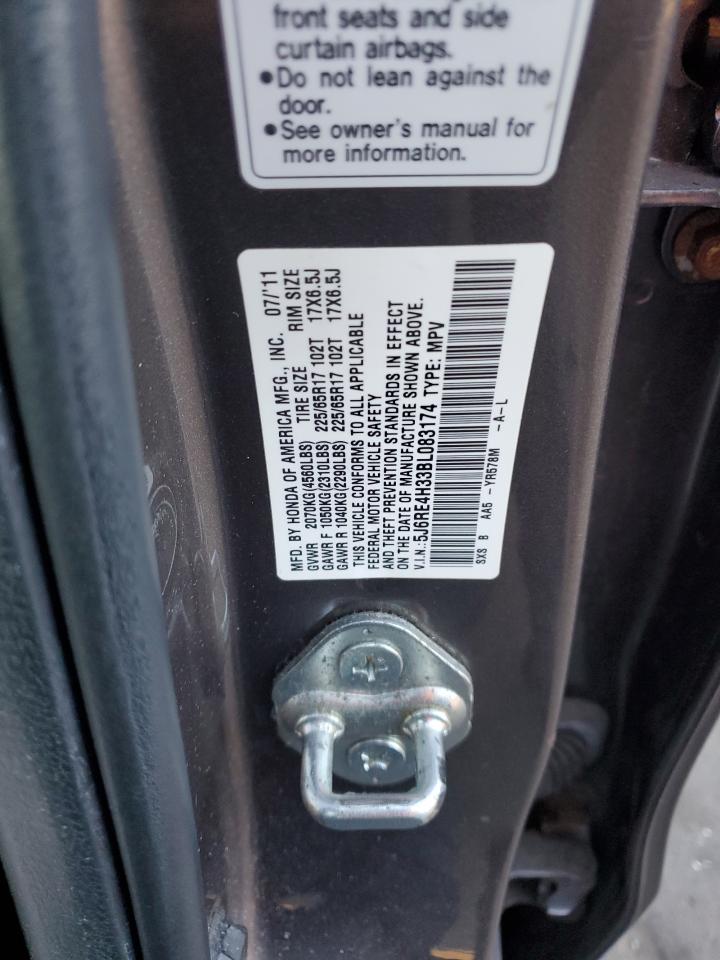 front seats and side
curtain airbags.
●Do not lean against the
door.
●See owner's manual for
more information.
MFD. BY HONDA OF AMERICA MFG., INC. 07/'11
TIRE SIZE RIM SIZE
GVWR 2070KG(4560LBS)
GAWR F 1050KG(2310LBS) 225/65R17 102T 17X6.5J
GAWR R 1040KG(2290LBS) 225/65R17 102T 17X6.5J
THIS VEHICLE CONFORMS TO ALL APPLICABLE
FEDERAL MOTOR VEHICLE SAFETY
AND THEFT PREVENTION STANDARDS IN EFFECT
ON THE DATE OF MANUFACTURE SHOWN ABOVE.
V.I.N.:5J6RE4H33BL083174 TYPE: MPV
SXS B AA5 -YR578M -A-L